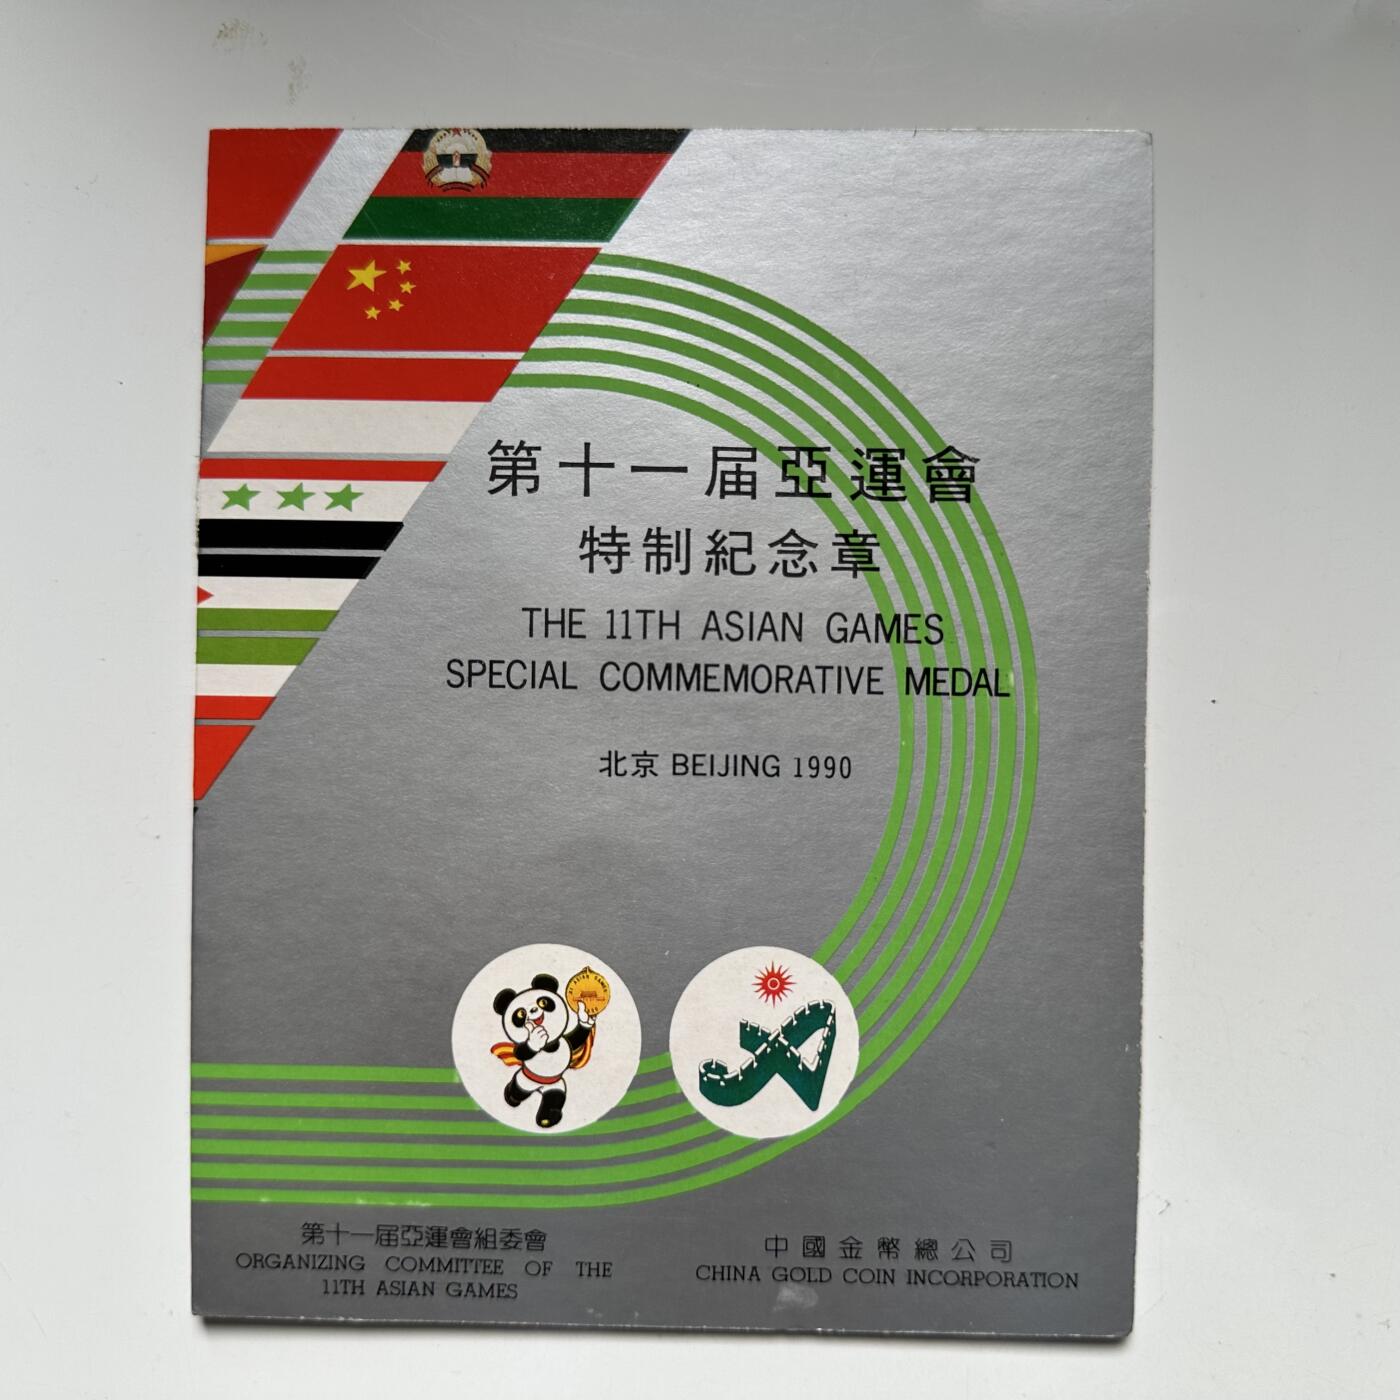 第十一届亞運會
特制紀念章
THE 11TH ASIAN GAMES
SPECIAL COMMEMORATIVE MEDAL
北京 BEIJING 1990
第十一届亞運會組委會
ORGANIZING COMMITTEE OF THE
11TH ASIAN GAMES
中國金幣總公司
CHINA GOLD COIN INCORPORATION